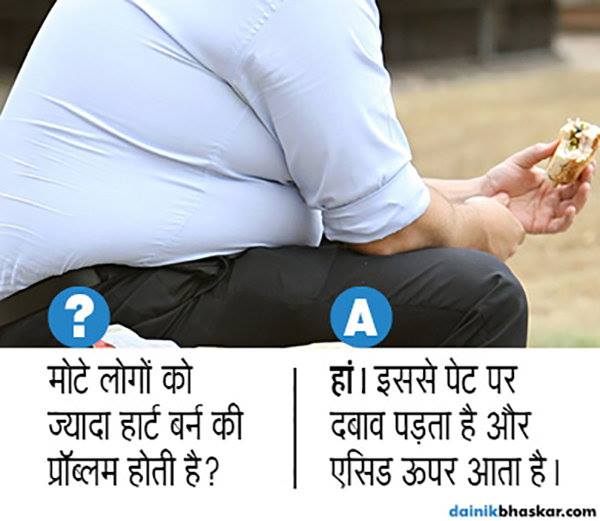 ?
A
मोटे लोगों को
ज्यादा हार्ट बर्न की
प्रॉब्लम होती है?
हां। इससे पेट पर
दबाव पड़ता है और
एसिड ऊपर आता है।
dainikbhaskar.com